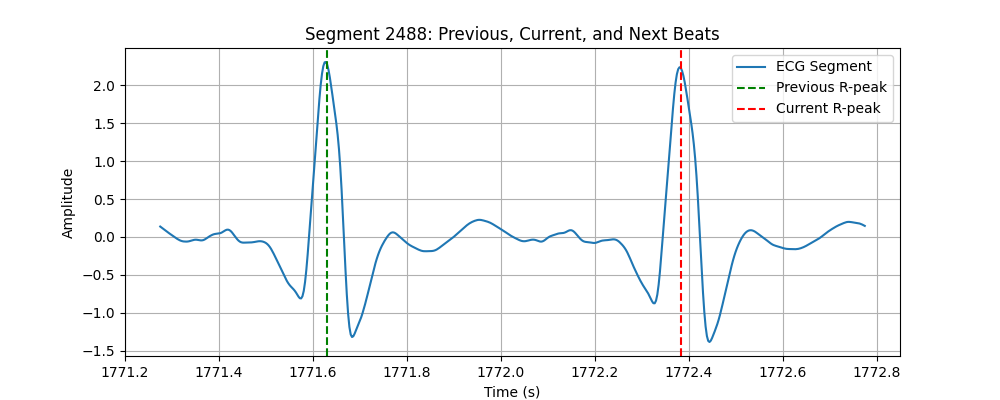 Segment 2488: Previous, Current, and Next Beats
ECG Segment
Previous R-peak
Current R-peak
Amplitude
2.0
1.5
1.0
0.5
0.0
−0.5
−1.0
−1.5
1771.2 1771.4 1771.6 1771.8 1772.0 1772.2 1772.4 1772.6 1772.8
Time (s)